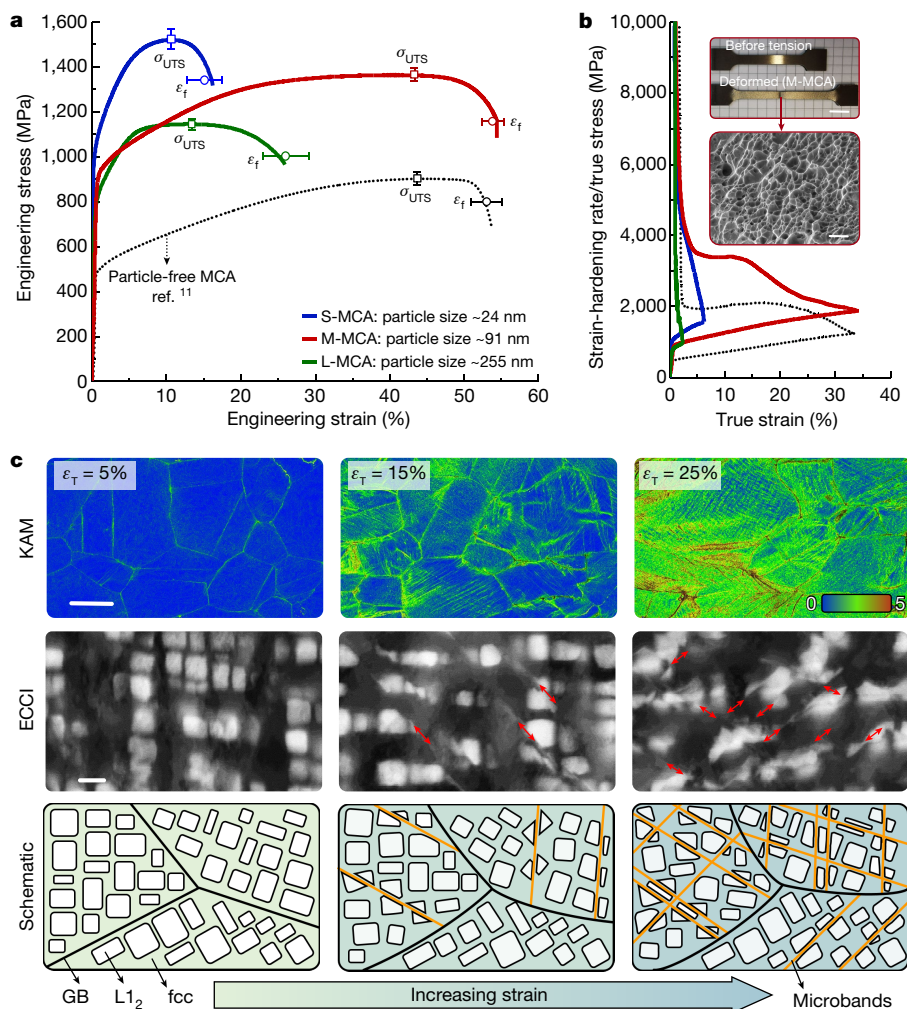 a
1,600
1,400
1,200
1,000
800
600
400
200
0
Engineering stress (MPa)
σUTS
εf
σUTS
εf
σUTS
εf
σUTS
εf
Particle-free MCA
ref. 11
S-MCA: particle size ~24 nm
M-MCA: particle size ~91 nm
L-MCA: particle size ~255 nm
0 10 20 30 40 50 60
Engineering strain (%)
b
10,000
8,000
6,000
4,000
2,000
0
Strain-hardening rate/true stress (MPa)
Before tension
Deformed (M-MCA)
0 10 20 30 40
True strain (%)
c
εT = 5%
εT = 15%
εT = 25%
KAM
0 5
ECCI
Schematic
GB
L12
fcc
Increasing strain
Microbands